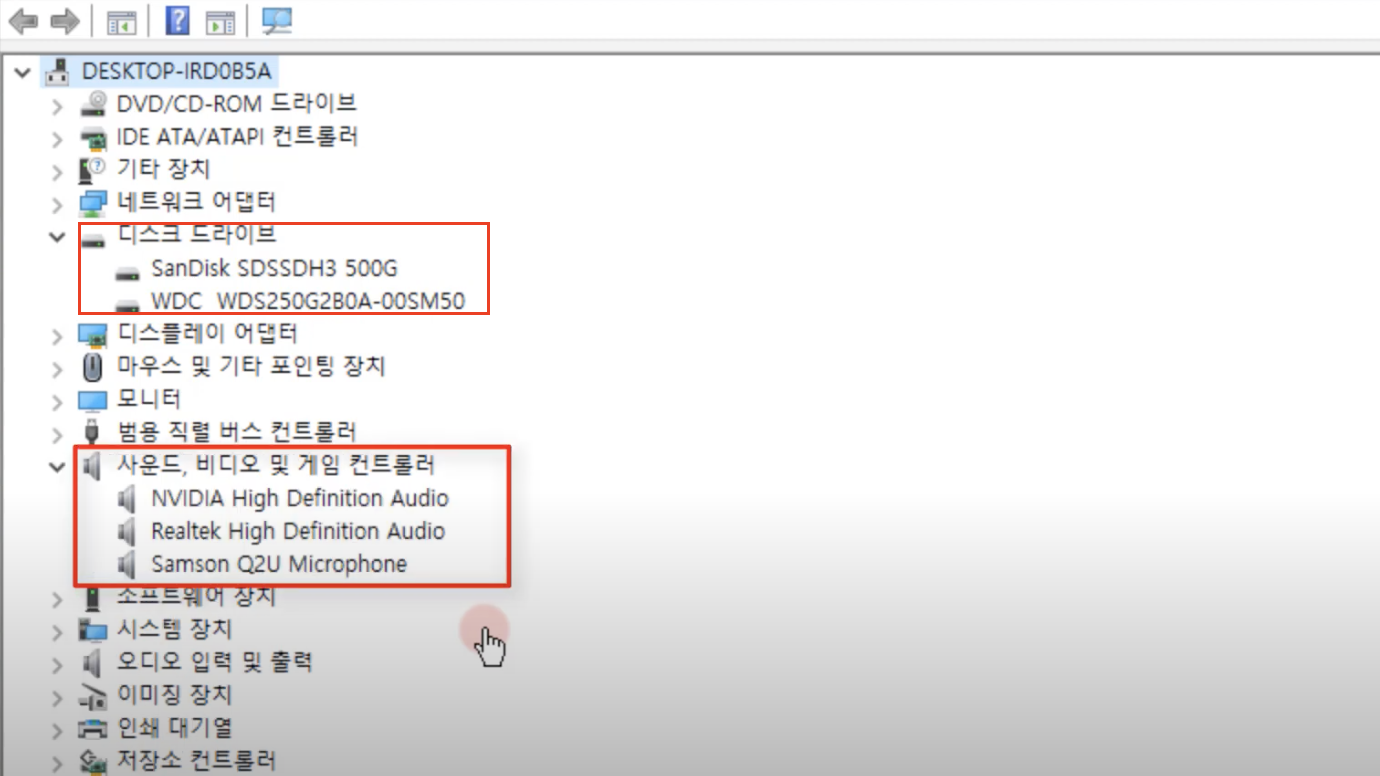 DESKTOP-IRD0B5A
DVD/CD-ROM 드라이브
IDE ATA/ATAPI 컨트롤러
기타 장치
네트워크 어댑터
디스크 드라이브
SanDisk SDSSDH3 500G
WDC WDS250G2B0A-00SM50
디스플레이 어댑터
마우스 및 기타 포인팅 장치
모니터
범용 직렬 버스 컨트롤러
사운드, 비디오 및 게임 컨트롤러
NVIDIA High Definition Audio
Realtek High Definition Audio
Samson Q2U Microphone
소프트웨어 장치
시스템 장치
오디오 입력 및 출력
이미징 장치
인쇄 대기열
저장소 컨트롤러